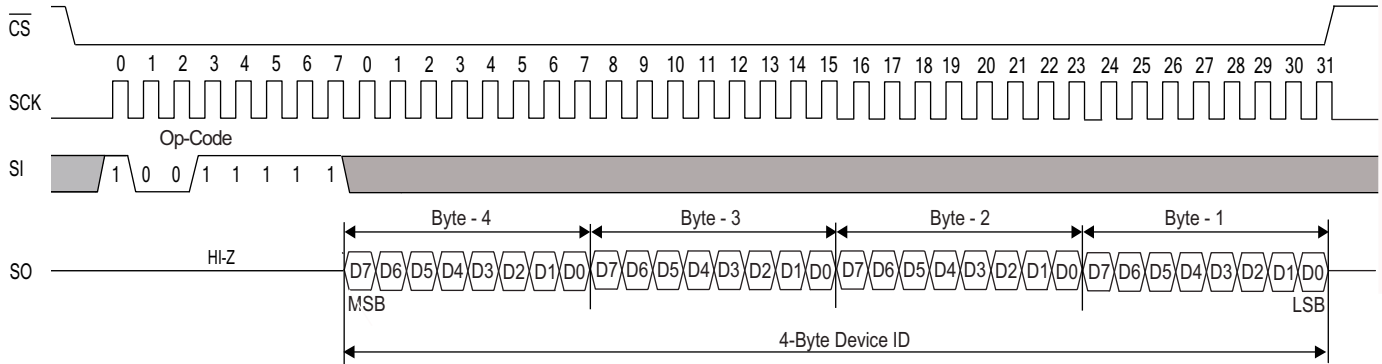 CS
0 1 2 3 4 5 6 7 0 1 2 3 4 5 6 7 8 9 10 11 12 13 14 15 16 17 18 19 20 21 22 23 24 25 26 27 28 29 30 31
SCK
Op-Code
SI 1 0 0 1 1 1 1 1
Byte - 4 Byte - 3 Byte - 2 Byte - 1
SO HI-Z D7 D6 D5 D4 D3 D2 D1 D0 D7 D6 D5 D4 D3 D2 D1 D0 D7 D6 D5 D4 D3 D2 D1 D0 D7 D6 D5 D4 D3 D2 D1 D0
MSB LSB
4-Byte Device ID